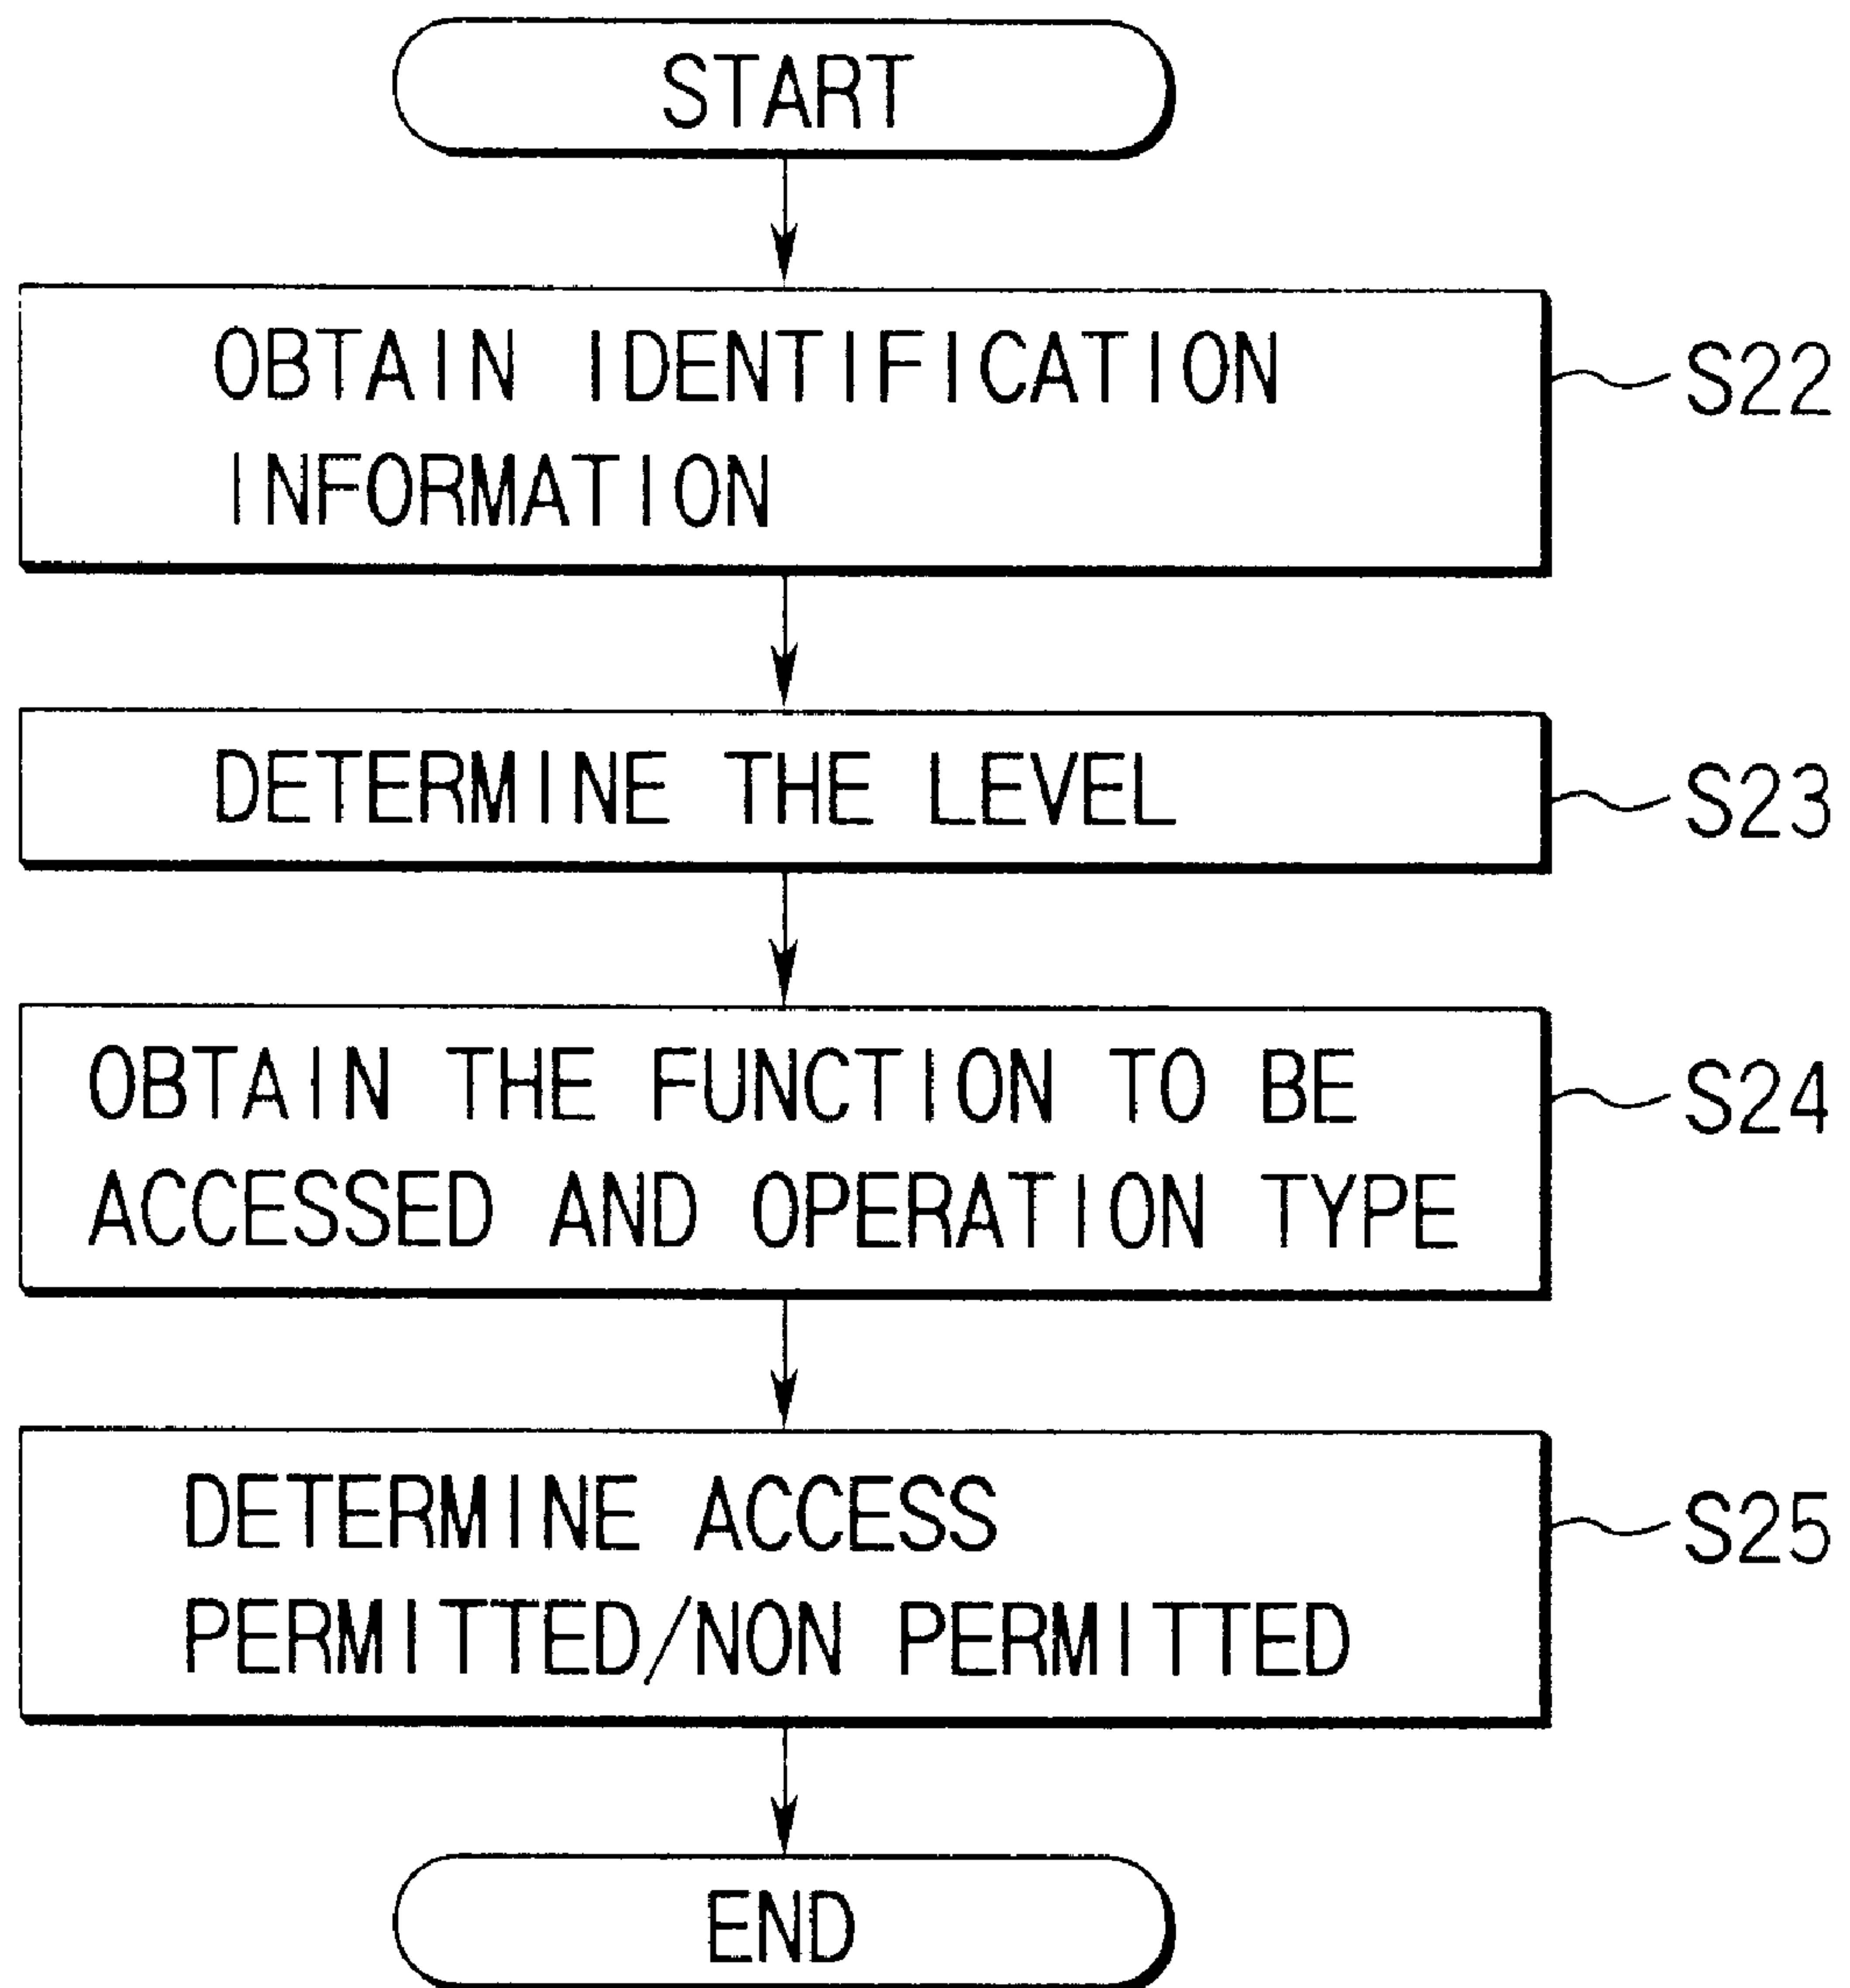 START
OBTAIN IDENTIFICATION
INFORMATION
S22
DETERMINE THE LEVEL
S23
OBTAIN THE FUNCTION TO BE
ACCESSED AND OPERATION TYPE
S24
DETERMINE ACCESS
PERMITTED/NON PERMITTED
S25
END